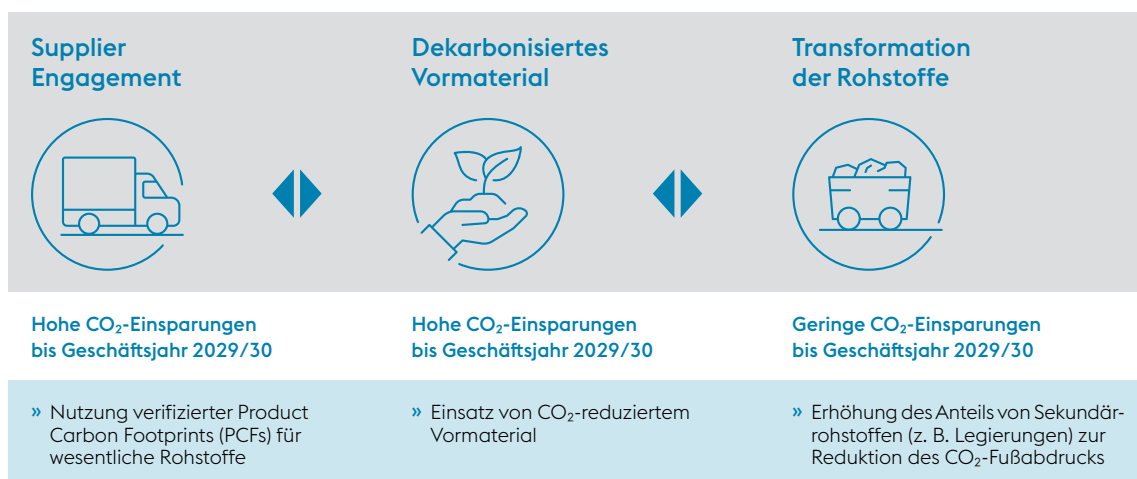 Supplier
Engagement
Dekarbonisiertes
Vormaterial
Transformation
der Rohstoffe
Hohe CO₂-Einsparungen
bis Geschäftsjahr 2029/30
Hohe CO₂-Einsparungen
bis Geschäftsjahr 2029/30
Geringe CO₂-Einsparungen
bis Geschäftsjahr 2029/30
» Nutzung verifizierter Product
Carbon Footprints (PCFs) für
wesentliche Rohstoffe
» Einsatz von CO₂-reduziertem
Vormaterial
» Erhöhung des Anteils von Sekundär-
rohstoffen (z. B. Legierungen) zur
Reduktion des CO₂-Fußabdrucks